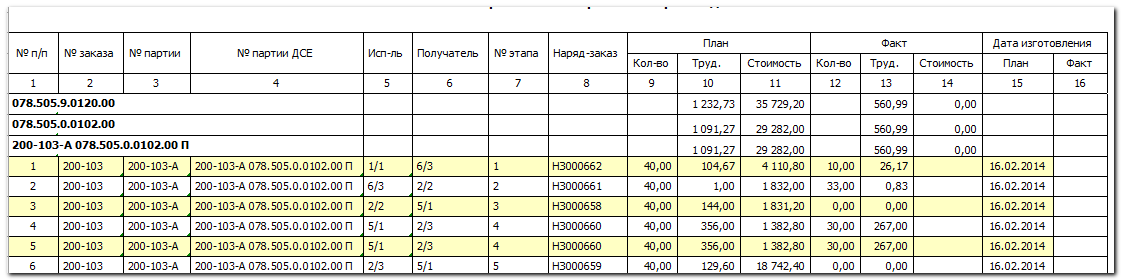 № п/п № заказа № партии № партии ДСЕ Исп-ль Получатель № этапа Наряд-заказ План Факт Дата изготовления
Кол-во Труд. Стоимость Кол-во Труд. Стоимость План Факт
1 2 3 4 5 6 7 8 9 10 11 12 13 14 15 16
078.505.9.0120.00 1 232,73 35 729,20 560,99 0,00
078.505.0.0102.00 1 091,27 29 282,00 560,99 0,00
200-103-А 078.505.0.0102.00 П 1 091,27 29 282,00 560,99 0,00
1 200-103 200-103-А 200-103-А 078.505.0.0102.00 П 1/1 6/3 1 НЗ000662 40,00 104,67 4 110,80 10,00 26,17 16.02.2014
2 200-103 200-103-А 200-103-А 078.505.0.0102.00 П 6/3 2/2 2 НЗ000661 40,00 1,00 1 832,00 33,00 0,83 16.02.2014
3 200-103 200-103-А 200-103-А 078.505.0.0102.00 П 2/2 5/1 3 НЗ000658 40,00 144,00 1 831,20 0,00 0,00 16.02.2014
4 200-103 200-103-А 200-103-А 078.505.0.0102.00 П 5/1 2/3 4 НЗ000660 40,00 356,00 1 382,80 30,00 267,00 16.02.2014
5 200-103 200-103-А 200-103-А 078.505.0.0102.00 П 5/1 2/3 4 НЗ000660 40,00 356,00 1 382,80 30,00 267,00 16.02.2014
6 200-103 200-103-А 200-103-А 078.505.0.0102.00 П 2/3 5/1 5 НЗ000659 40,00 129,60 18 742,40 0,00 0,00 16.02.2014